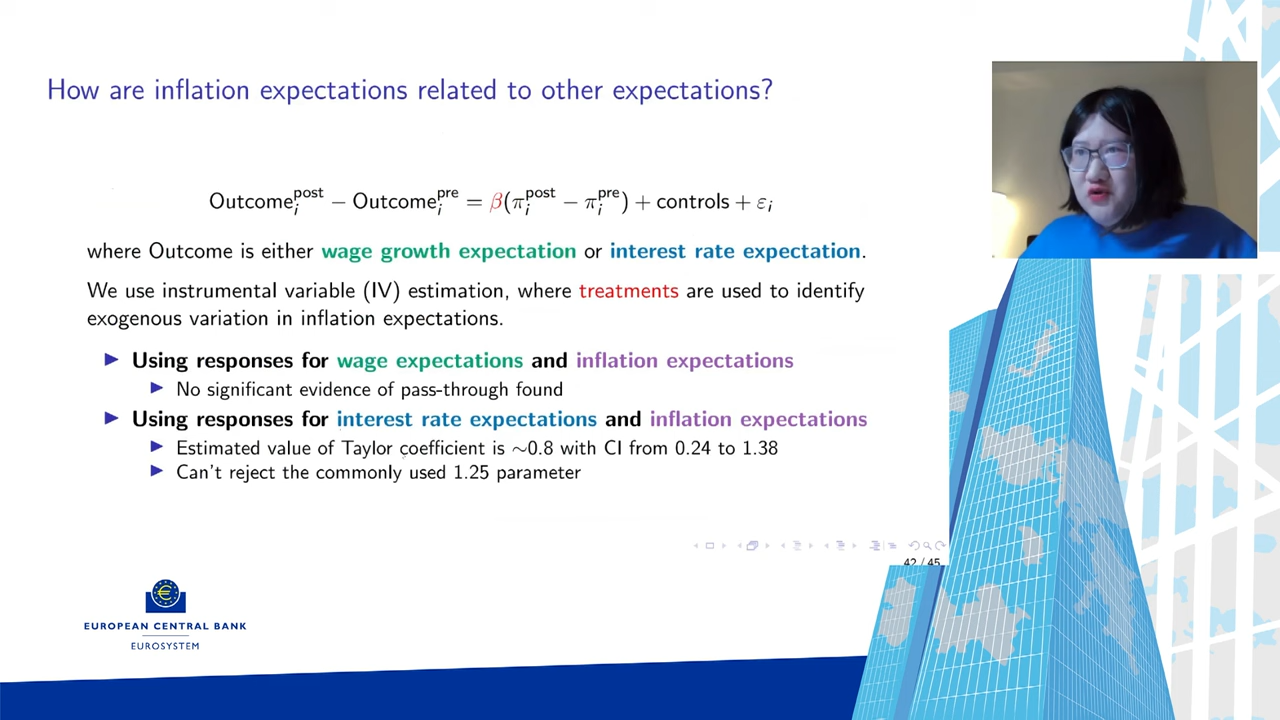 How are inflation expectations related to other expectations?
Outcome_i^post − Outcome_i^pre = β(π_i^post − π_i^pre) + controls + ε_i
where Outcome is either wage growth expectation or interest rate expectation.
We use instrumental variable (IV) estimation, where treatments are used to identify
exogenous variation in inflation expectations.
▶ Using responses for wage expectations and inflation expectations
▶ No significant evidence of pass-through found
▶ Using responses for interest rate expectations and inflation expectations
▶ Estimated value of Taylor coefficient is ∼0.8 with CI from 0.24 to 1.38
▶ Can't reject the commonly used 1.25 parameter
42 / 45
EUROPEAN CENTRAL BANK
EUROSYSTEM